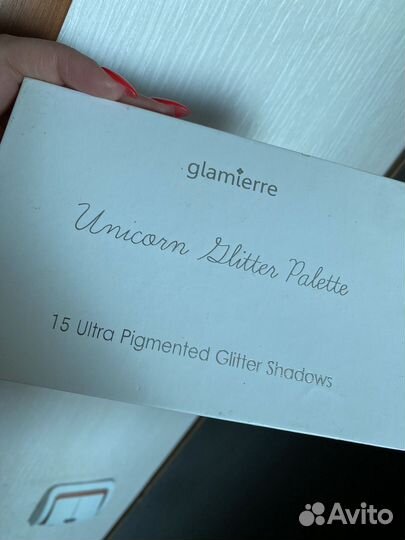 glamierre
Unicorn Glitter Palette
15 Ultra Pigmented Glitter Shadows
Avito